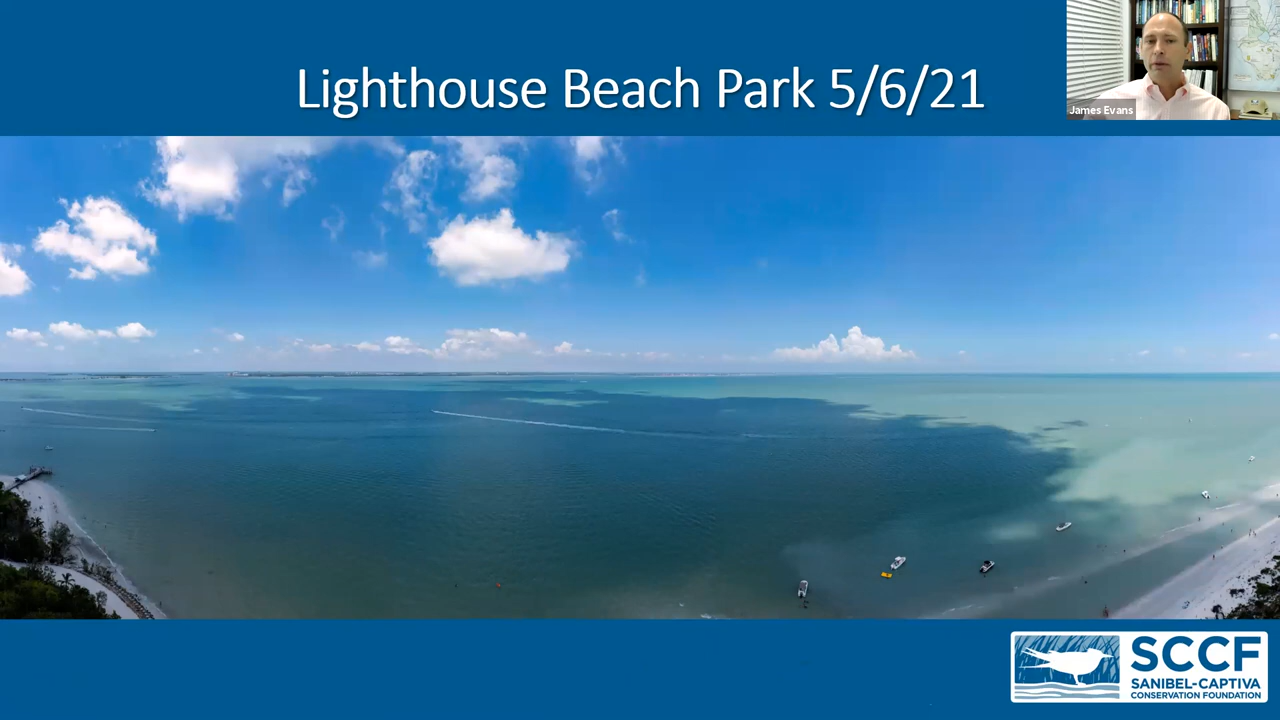 Lighthouse Beach Park 5/6/21
James Evans
SCCF
SANIBEL-CAPTIVA
CONSERVATION FOUNDATION